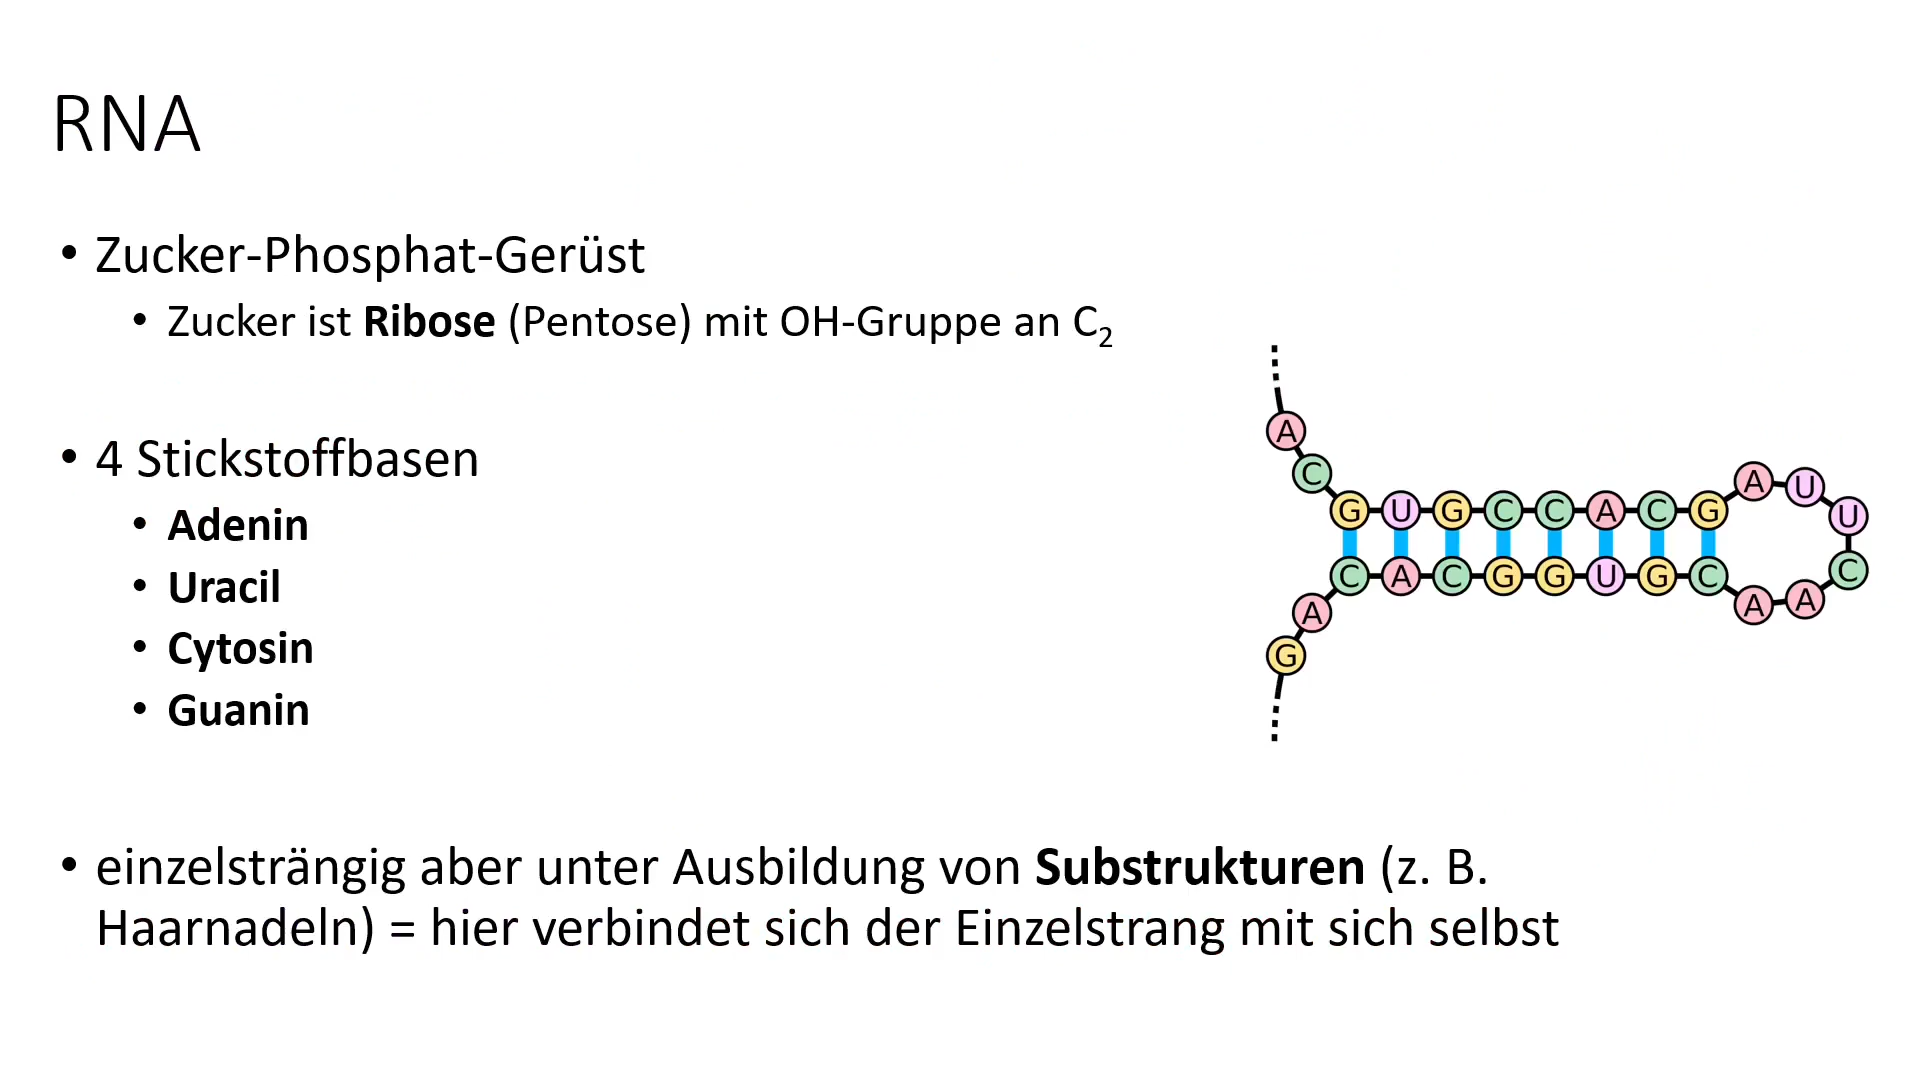 RNA
• Zucker-Phosphat-Gerüst
• Zucker ist Ribose (Pentose) mit OH-Gruppe an C₂
• 4 Stickstoffbasen
• Adenin
• Uracil
• Cytosin
• Guanin
A
C
G U G C C A C G A U U
C A C G G U G C A A C
A
G
• einzelsträngig aber unter Ausbildung von Substrukturen (z. B.
Haarnadeln) = hier verbindet sich der Einzelstrang mit sich selbst